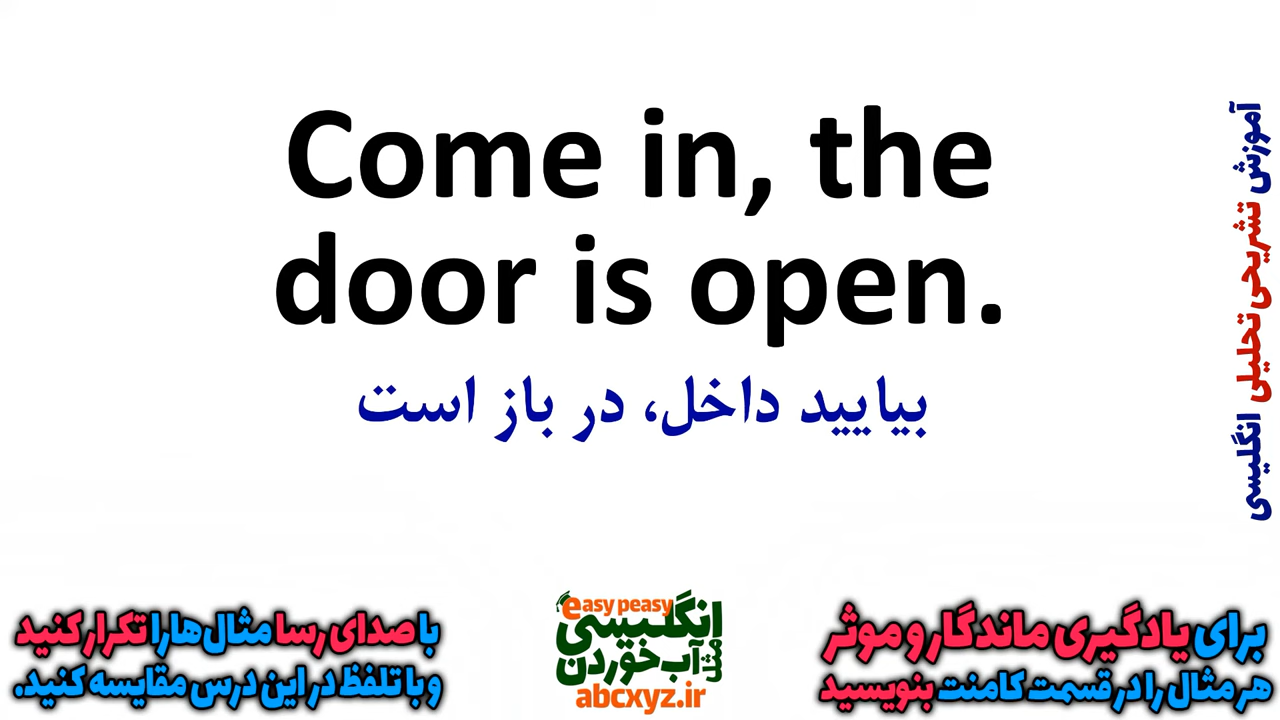 Come in, the
door is open.
بیایید داخل، در باز است
آموزش تشریحی تحلیلی انگلیسی
برای یادگیری ماندگار و موثر
هر مثال را در قسمت کامنت بنویسید
easy peasy
انگلیسی
مثل آب خوردن
abcxyz.ir
با صدای رسا مثال‌ها را تکرار کنید
و با تلفظ در این درس مقایسه کنید.